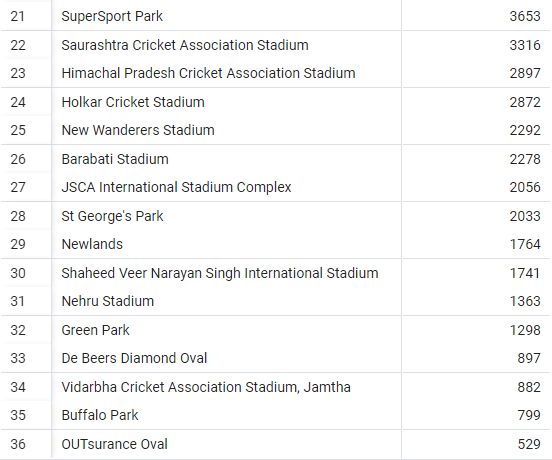 21 SuperSport Park 3653
22 Saurashtra Cricket Association Stadium 3316
23 Himachal Pradesh Cricket Association Stadium 2897
24 Holkar Cricket Stadium 2872
25 New Wanderers Stadium 2292
26 Barabati Stadium 2278
27 JSCA International Stadium Complex 2056
28 St George's Park 2033
29 Newlands 1764
30 Shaheed Veer Narayan Singh International Stadium 1741
31 Nehru Stadium 1363
32 Green Park 1298
33 De Beers Diamond Oval 897
34 Vidarbha Cricket Association Stadium, Jamtha 882
35 Buffalo Park 799
36 OUTsurance Oval 529